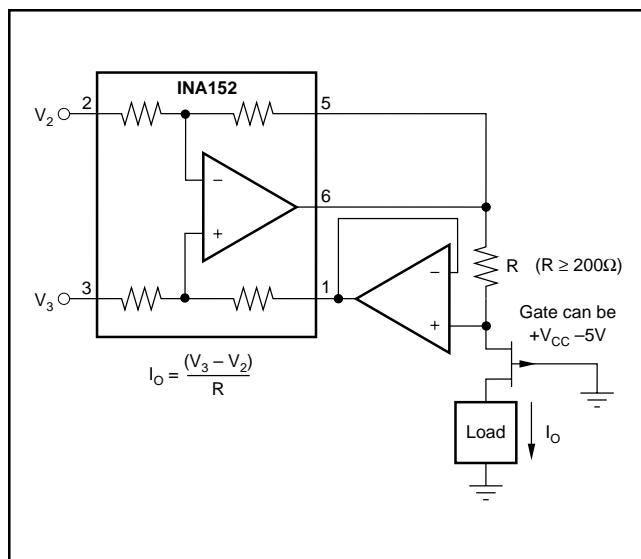 INA152
2
5
V2
6
R
(R ≥ 200Ω)
3
1
V3
Gate can be
+VCC –5V
IO = (V3 – V2)
R
Load
IO
−
+
−
+